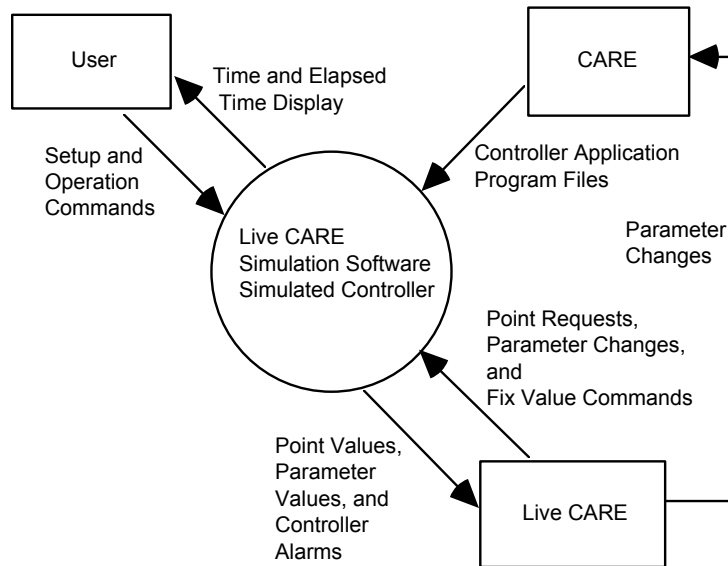 User
Time and Elapsed
Time Display
CARE
Setup and
Operation
Commands
Controller Application
Program Files
Parameter
Changes
Live CARE
Simulation Software
Simulated Controller
Point Requests,
Parameter Changes,
and
Fix Value Commands
Point Values,
Parameter
Values, and
Controller
Alarms
Live CARE